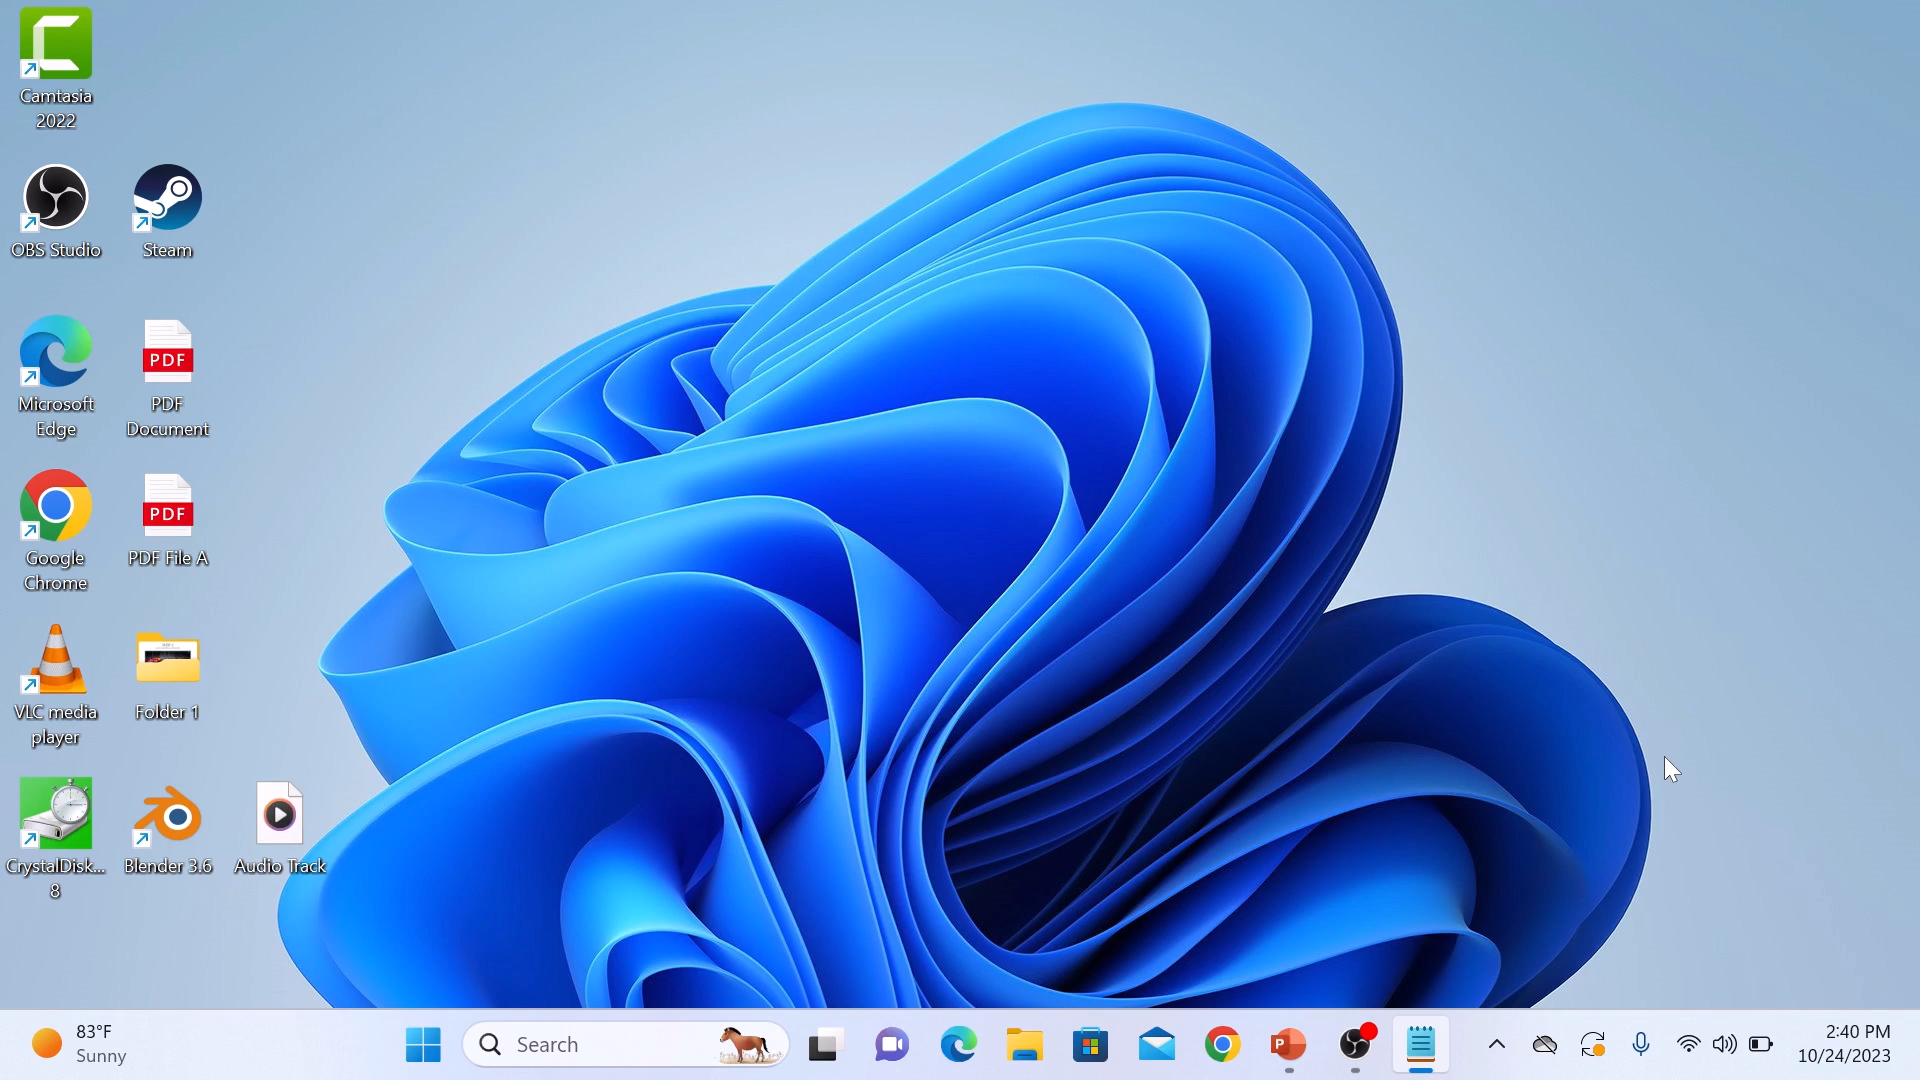 Camtasia
2022
OBS Studio
Steam
Microsoft
Edge
PDF
PDF
Document
Google
Chrome
PDF
PDF File A
VLC media
player
Folder 1
CrystalDisk...
8
Blender 3.6
Audio Track
83°F
Sunny
Search
P
2:40 PM
10/24/2023